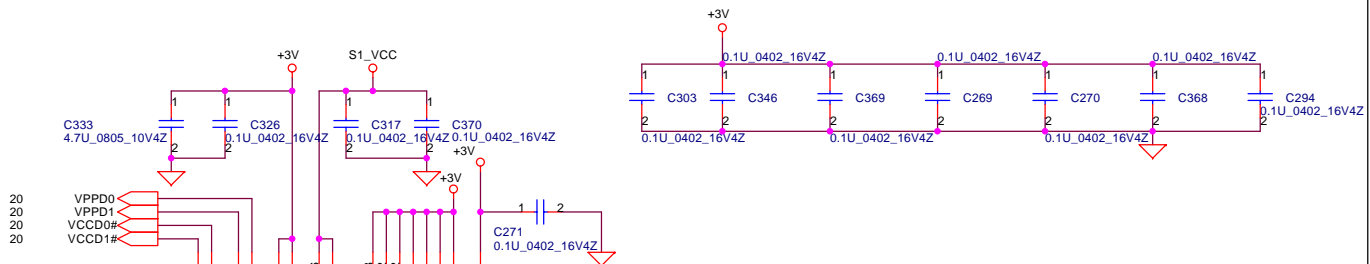 +3V
0.1U_0402_16V4Z 0.1U_0402_16V4Z 0.1U_0402_16V4Z
1 1 1 1 1 1 1
C303 C346 C369 C269 C270 C368 C294
0.1U_0402_16V4Z
2 2 2 2 2 2 2
0.1U_0402_16V4Z 0.1U_0402_16V4Z 0.1U_0402_16V4Z
+3V S1_VCC
1 1 1 1
C333 C326 C317 C370
4.7U_0805_10V4Z 0.1U_0402_16V4Z 0.1U_0402_16V4Z 0.1U_0402_16V4Z
2 2 2 2
+3V
+3V
20 VPPD0
20 VPPD1
20 VCCD0#
20 VCCD1#
1 2
C271
0.1U_0402_16V4Z